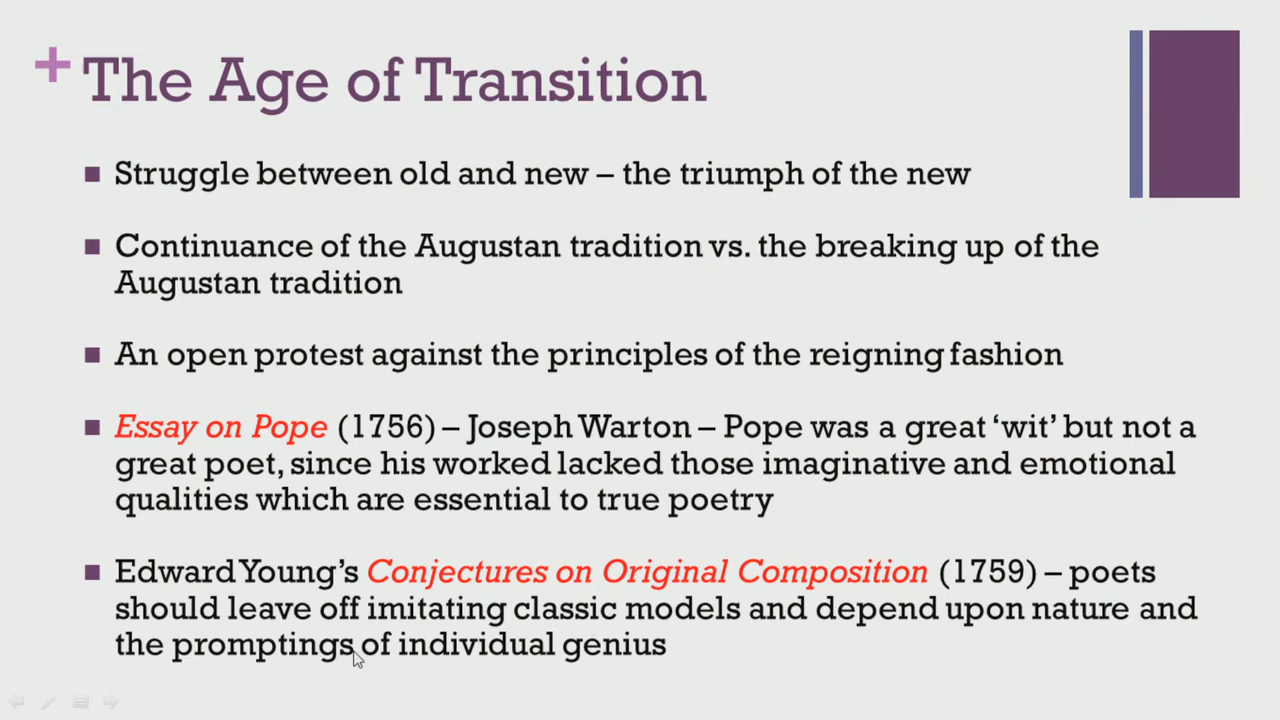 + The Age of Transition
■ Struggle between old and new – the triumph of the new
■ Continuance of the Augustan tradition vs. the breaking up of the
Augustan tradition
■ An open protest against the principles of the reigning fashion
■ Essay on Pope (1756) – Joseph Warton – Pope was a great ‘wit’ but not a
great poet, since his worked lacked those imaginative and emotional
qualities which are essential to true poetry
■ Edward Young’s Conjectures on Original Composition (1759) – poets
should leave off imitating classic models and depend upon nature and
the promptings of individual genius